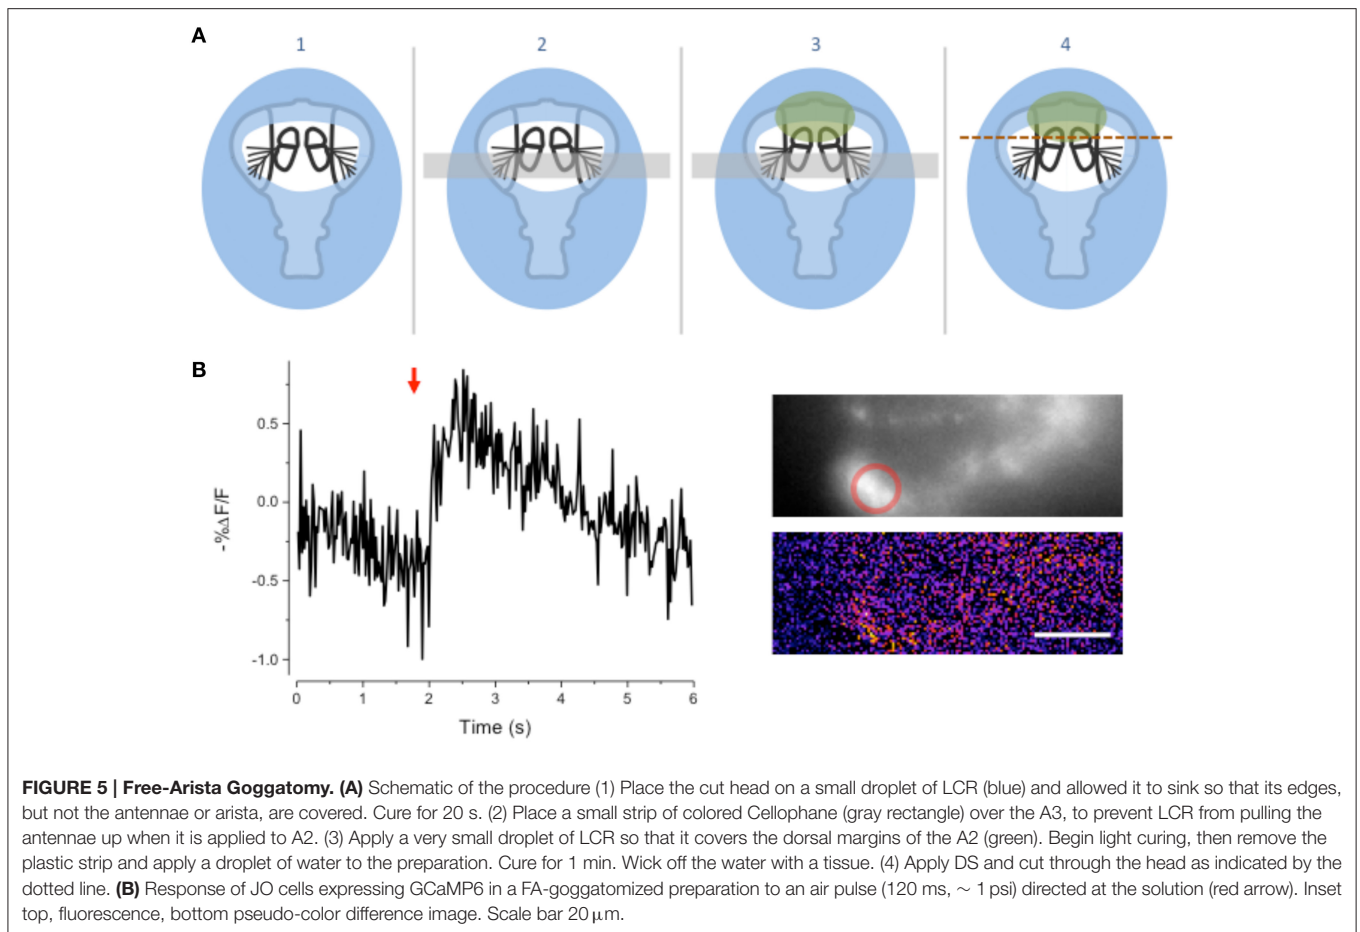 A
1
2
3
4
B
0.5
0.0
-0.5
-1.0
-%ΔF/F
0 1 2 3 4 5 6
Time (s)
FIGURE 5 | Free-Arista Goggatomy. (A) Schematic of the procedure (1) Place the cut head on a small droplet of LCR (blue) and allowed it to sink so that its edges,
but not the antennae or arista, are covered. Cure for 20 s. (2) Place a small strip of colored Cellophane (gray rectangle) over the A3, to prevent LCR from pulling the
antennae up when it is applied to A2. (3) Apply a very small droplet of LCR so that it covers the dorsal margins of the A2 (green). Begin light curing, then remove the
plastic strip and apply a droplet of water to the preparation. Cure for 1 min. Wick off the water with a tissue. (4) Apply DS and cut through the head as indicated by the
dotted line. (B) Response of JO cells expressing GCaMP6 in a FA-goggatomized preparation to an air pulse (120 ms, ∼ 1 psi) directed at the solution (red arrow). Inset
top, fluorescence, bottom pseudo-color difference image. Scale bar 20 μm.